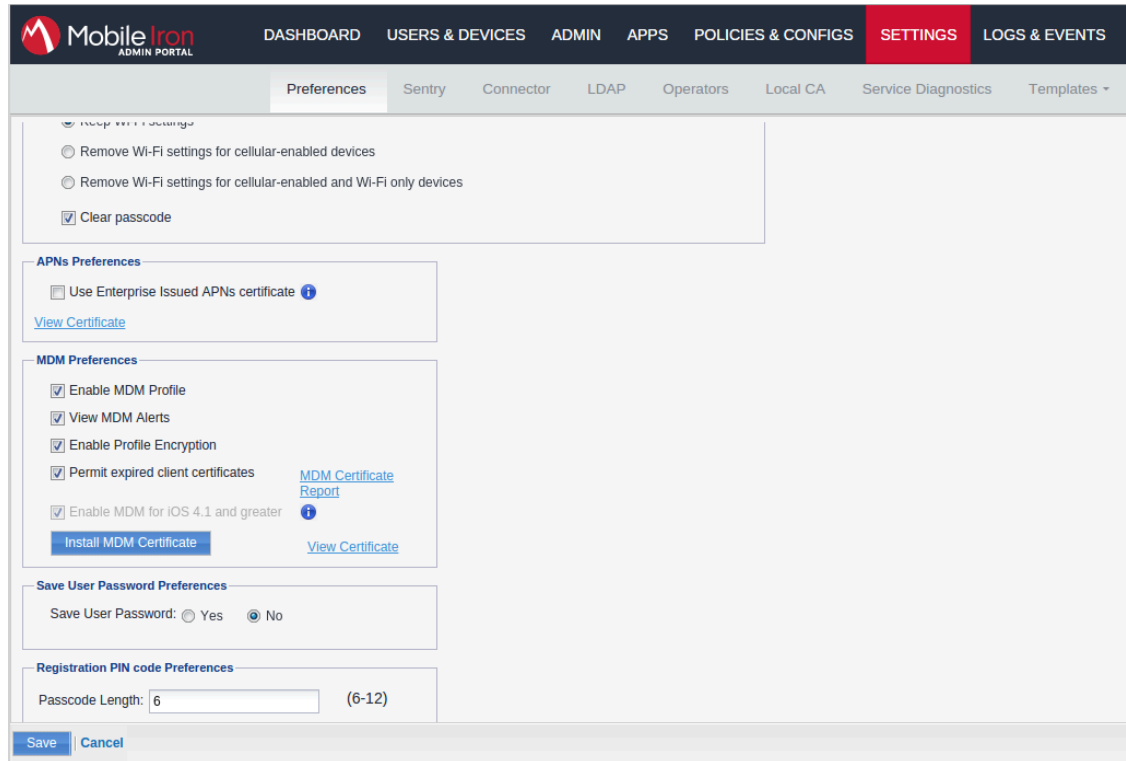 MobileIron
ADMIN PORTAL
DASHBOARD USERS & DEVICES ADMIN APPS POLICIES & CONFIGS SETTINGS LOGS & EVENTS
Preferences Sentry Connector LDAP Operators Local CA Service Diagnostics Templates
Keep Wi-Fi settings
Remove Wi-Fi settings for cellular-enabled devices
Remove Wi-Fi settings for cellular-enabled and Wi-Fi only devices
Clear passcode
APNs Preferences
Use Enterprise Issued APNs certificate
View Certificate
MDM Preferences
Enable MDM Profile
View MDM Alerts
Enable Profile Encryption
Permit expired client certificates MDM Certificate
Report
Enable MDM for iOS 4.1 and greater
Install MDM Certificate View Certificate
Save User Password Preferences
Save User Password: Yes No
Registration PIN code Preferences
Passcode Length: 6 (6-12)
Save | Cancel